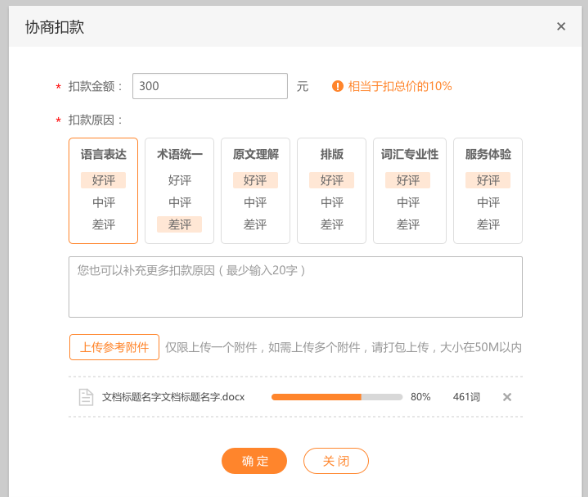 协商扣款 ×
* 扣款金额： 300 元 ! 相当于扣总价的10%
* 扣款原因：
语言表达 术语统一 原文理解 排版 词汇专业性 服务体验
好评 好评 好评 好评 好评 好评
中评 中评 中评 中评 中评 中评
差评 差评 差评 差评 差评 差评
您也可以补充更多扣款原因（最少输入20字）
上传参考附件 仅限上传一个附件，如需上传多个附件，请打包上传，大小在50M以内
文档标题名字文档标题名字.docx 80% 461词 ×
确 定 关 闭